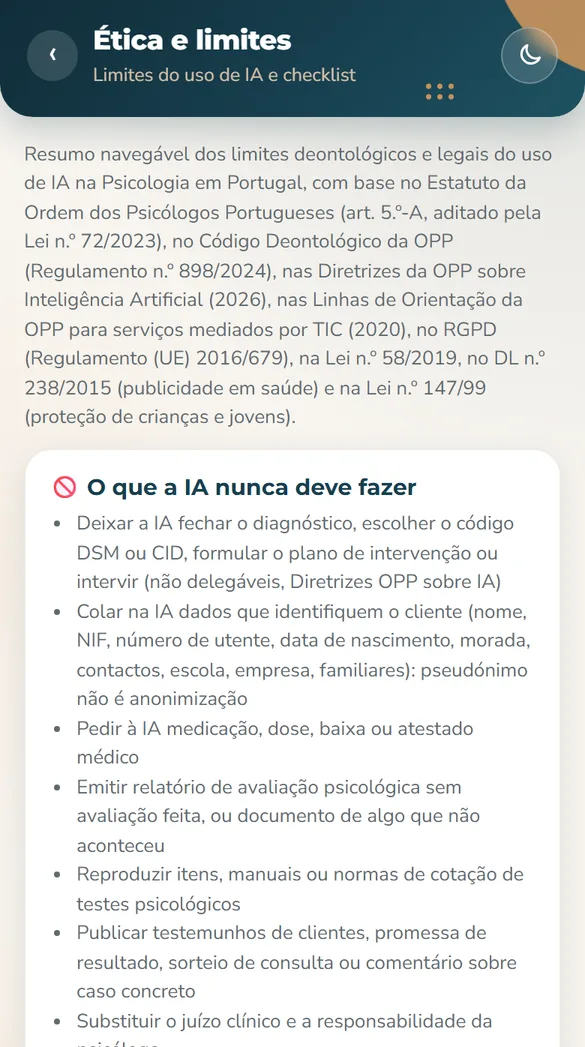 Ética e limites
Limites do uso de IA e checklist
Resumo navegável dos limites deontológicos e legais do uso
de IA na Psicologia em Portugal, com base no Estatuto da
Ordem dos Psicólogos Portugueses (art. 5.º-A, aditado pela
Lei n.º 72/2023), no Código Deontológico da OPP
(Regulamento n.º 898/2024), nas Diretrizes da OPP sobre
Inteligência Artificial (2026), nas Linhas de Orientação da
OPP para serviços mediados por TIC (2020), no RGPD
(Regulamento (UE) 2016/679), na Lei n.º 58/2019, no DL n.º
238/2015 (publicidade em saúde) e na Lei n.º 147/99
(proteção de crianças e jovens).
O que a IA nunca deve fazer
• Deixar a IA fechar o diagnóstico, escolher o código
DSM ou CID, formular o plano de intervenção ou
intervir (não delegáveis, Diretrizes OPP sobre IA)
• Colar na IA dados que identifiquem o cliente (nome,
NIF, número de utente, data de nascimento, morada,
contactos, escola, empresa, familiares): pseudónimo
não é anonimização
• Pedir à IA medicação, dose, baixa ou atestado
médico
• Emitir relatório de avaliação psicológica sem
avaliação feita, ou documento de algo que não
aconteceu
• Reproduzir itens, manuais ou normas de cotação de
testes psicológicos
• Publicar testemunhos de clientes, promessa de
resultado, sorteio de consulta ou comentário sobre
caso concreto
• Substituir o juízo clínico e a responsabilidade da